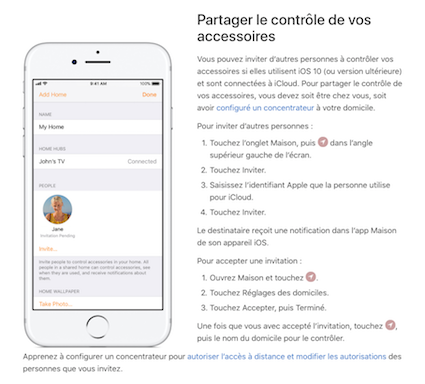 Partager le contrôle de vos
accessoires
Vous pouvez inviter d'autres personnes à contrôler vos
accessoires si elles utilisent iOS 10 (ou version ultérieure)
et sont connectées à iCloud. Pour partager le contrôle de
vos accessoires, vous devez soit être chez vous, soit
avoir configuré un concentrateur à votre domicile.
Pour inviter d'autres personnes :
1. Touchez l'onglet Maison, puis dans l'angle
supérieur gauche de l'écran.
2. Touchez Inviter.
3. Saisissez l'identifiant Apple que la personne utilise
pour iCloud.
4. Touchez Inviter.
Le destinataire reçoit une notification dans l'app Maison
de son appareil iOS.
Pour accepter une invitation :
1. Ouvrez Maison et touchez .
2. Touchez Réglages des domiciles.
3. Touchez Accepter, puis Terminé.
Une fois que vous avec accepté l'invitation, touchez ,
puis le nom du domicile pour le contrôler.
9:41 AM
100%
Add Home Done
NAME
My Home
HOME HUBS
John's TV Connected
PEOPLE
Jane
Invitation Pending
Invite...
Invite people to control accessories in your home. All
people in a shared home can control accessories, see
when they are used, and receive notifications about
them.
HOME WALLPAPER
Take Photo...
Apprenez à configurer un concentrateur pour autoriser l'accès à distance et modifier les autorisations des
personnes que vous invitez.